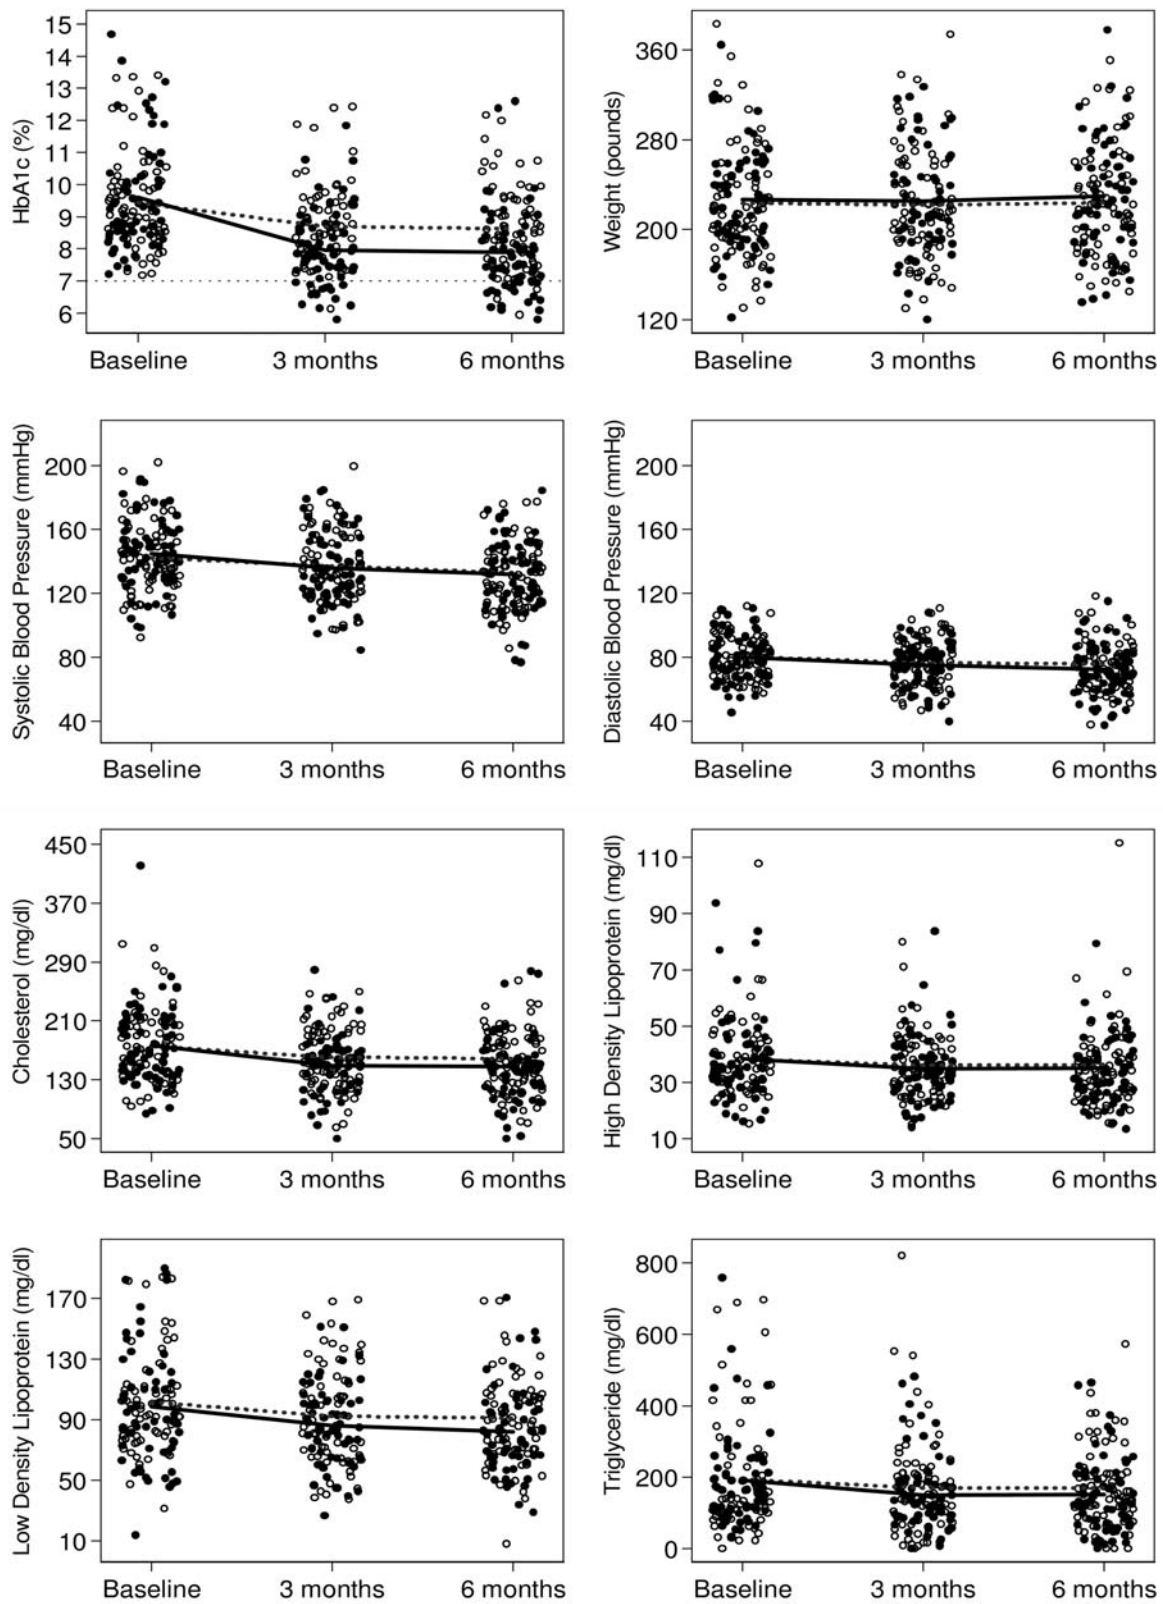 HbA1c (%)
15
14
13
12
11
10
9
8
7
6
Baseline 3 months 6 months
Weight (pounds)
360
280
200
120
Baseline 3 months 6 months
Systolic Blood Pressure (mmHg)
200
160
120
80
40
Baseline 3 months 6 months
Diastolic Blood Pressure (mmHg)
200
160
120
80
40
Baseline 3 months 6 months
Cholesterol (mg/dl)
450
370
290
210
130
50
Baseline 3 months 6 months
High Density Lipoprotein (mg/dl)
110
90
70
50
30
10
Baseline 3 months 6 months
Low Density Lipoprotein (mg/dl)
170
130
90
50
10
Baseline 3 months 6 months
Triglyceride (mg/dl)
800
600
400
200
0
Baseline 3 months 6 months